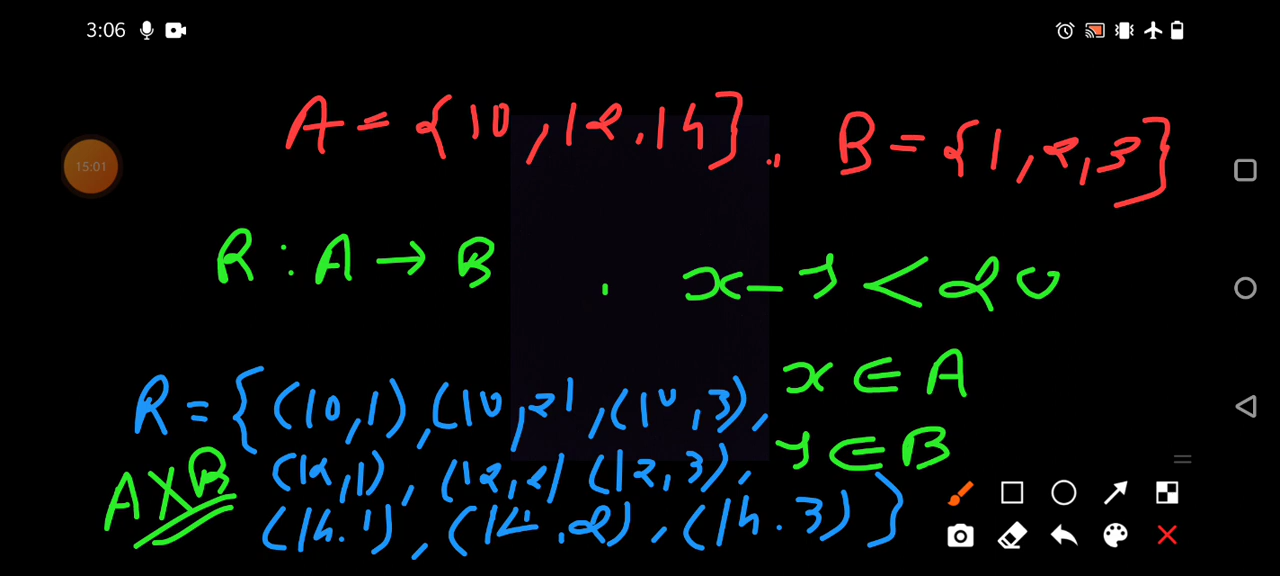 3:06
A = {10, 12, 14}. B = {1, 2, 3}
15:01
R : A → B . x - y < 20
x ∈ A
R = {(10,1), (10,2), (10,3),
y ∈ B
(12,1), (12,2) (12,3),
A X B
(14.1), (14,2), (14.3)}